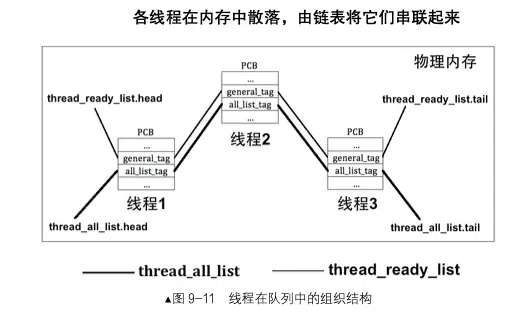 各线程在内存中散落，由链表将它们串联起来
物理内存
PCB
...
general_tag
all_list_tag
...
线程2
thread_ready_list.head
thread_ready_list.tail
PCB
...
general_tag
all_list_tag
...
线程1
PCB
...
general_tag
all_list_tag
...
线程3
thread_all_list.head
thread_all_list.tail
thread_all_list
thread_ready_list
▲图 9-11 线程在队列中的组织结构